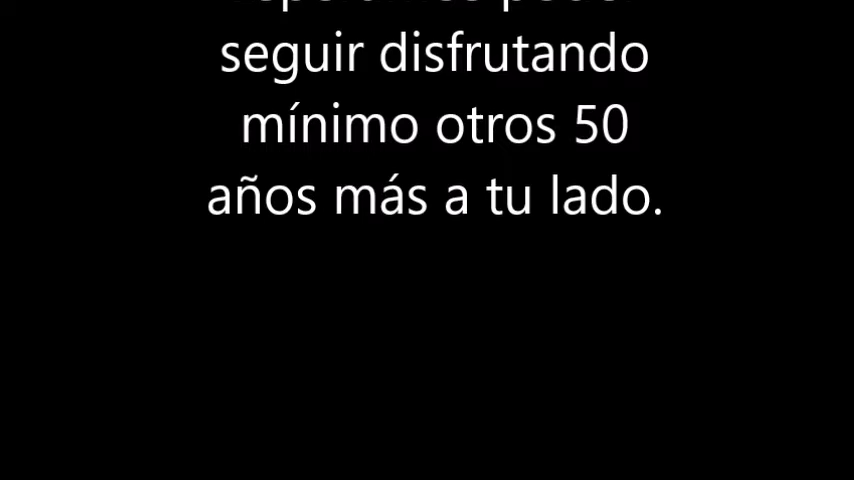 seguir disfrutando
mínimo otros 50
años más a tu lado.